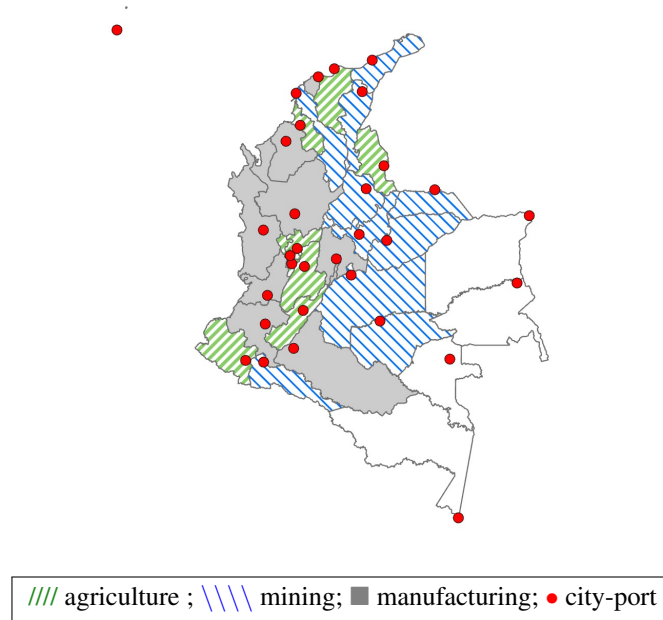 //// agriculture ; \\\\ mining; ■ manufacturing; • city-port